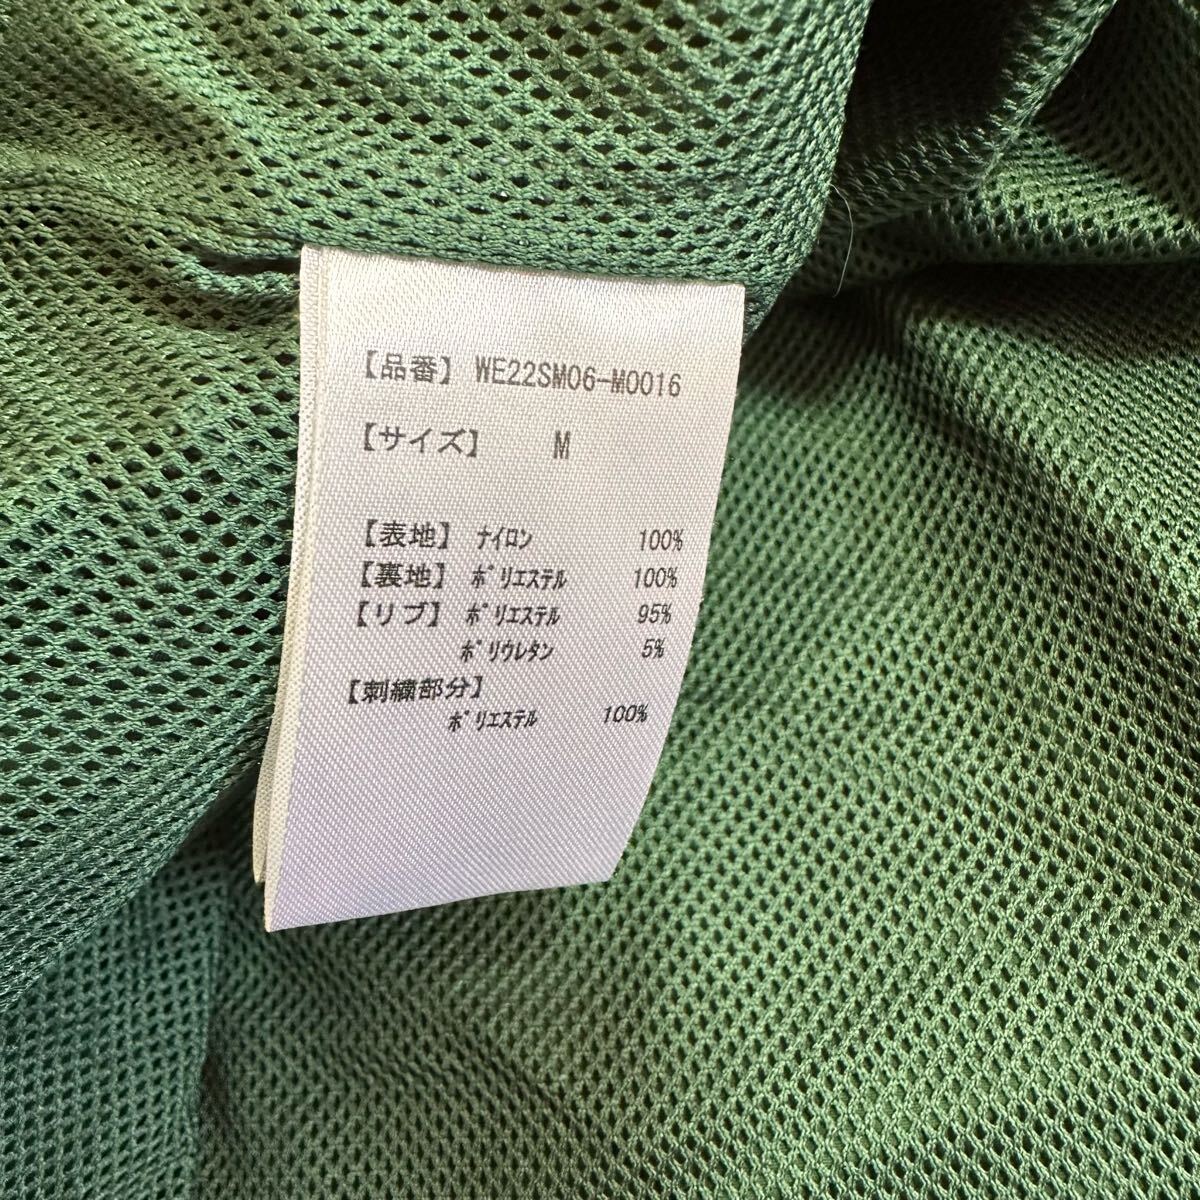 【品番】 WE22SM06-M0016
【サイズ】 M
【表地】 ﾅｲﾛﾝ 100%
【裏地】 ﾎﾟﾘｴｽﾃﾙ 100%
【リブ】 ﾎﾟﾘｴｽﾃﾙ 95%
ﾎﾟﾘｳﾚﾀﾝ 5%
【刺繍部分】
ﾎﾟﾘｴｽﾃﾙ 100%